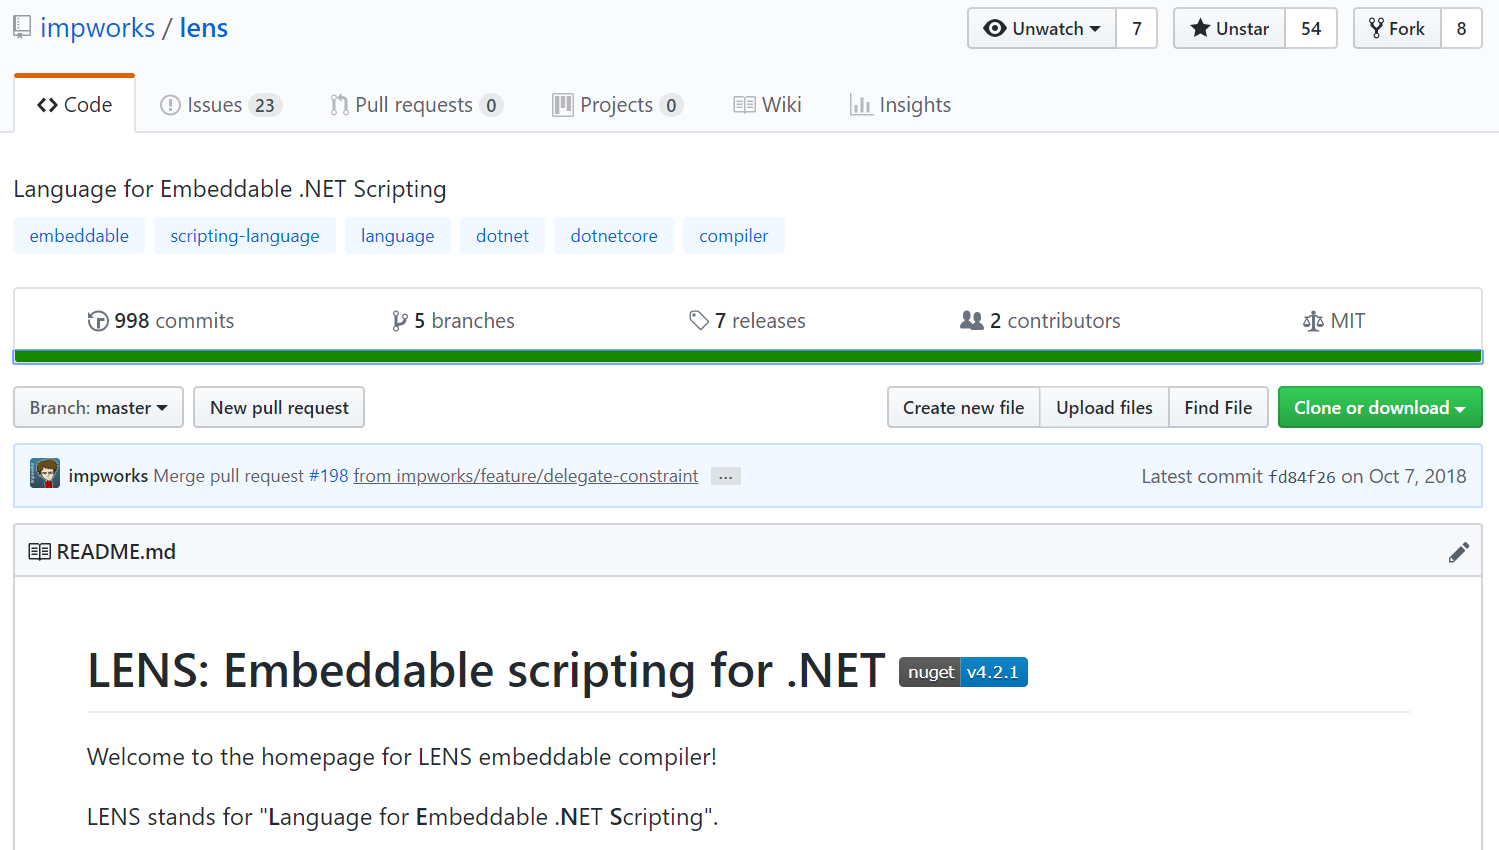 impworks / lens Unwatch 7 Unstar 54 Fork 8
Code Issues 23 Pull requests 0 Projects 0 Wiki Insights
Language for Embeddable .NET Scripting
embeddable scripting-language language dotnet dotnetcore compiler
998 commits 5 branches 7 releases 2 contributors MIT
Branch: master New pull request Create new file Upload files Find File Clone or download
impworks Merge pull request #198 from impworks/feature/delegate-constraint ... Latest commit fd84f26 on Oct 7, 2018
README.md
LENS: Embeddable scripting for .NET nuget v4.2.1
Welcome to the homepage for LENS embeddable compiler!
LENS stands for "Language for Embeddable .NET Scripting".